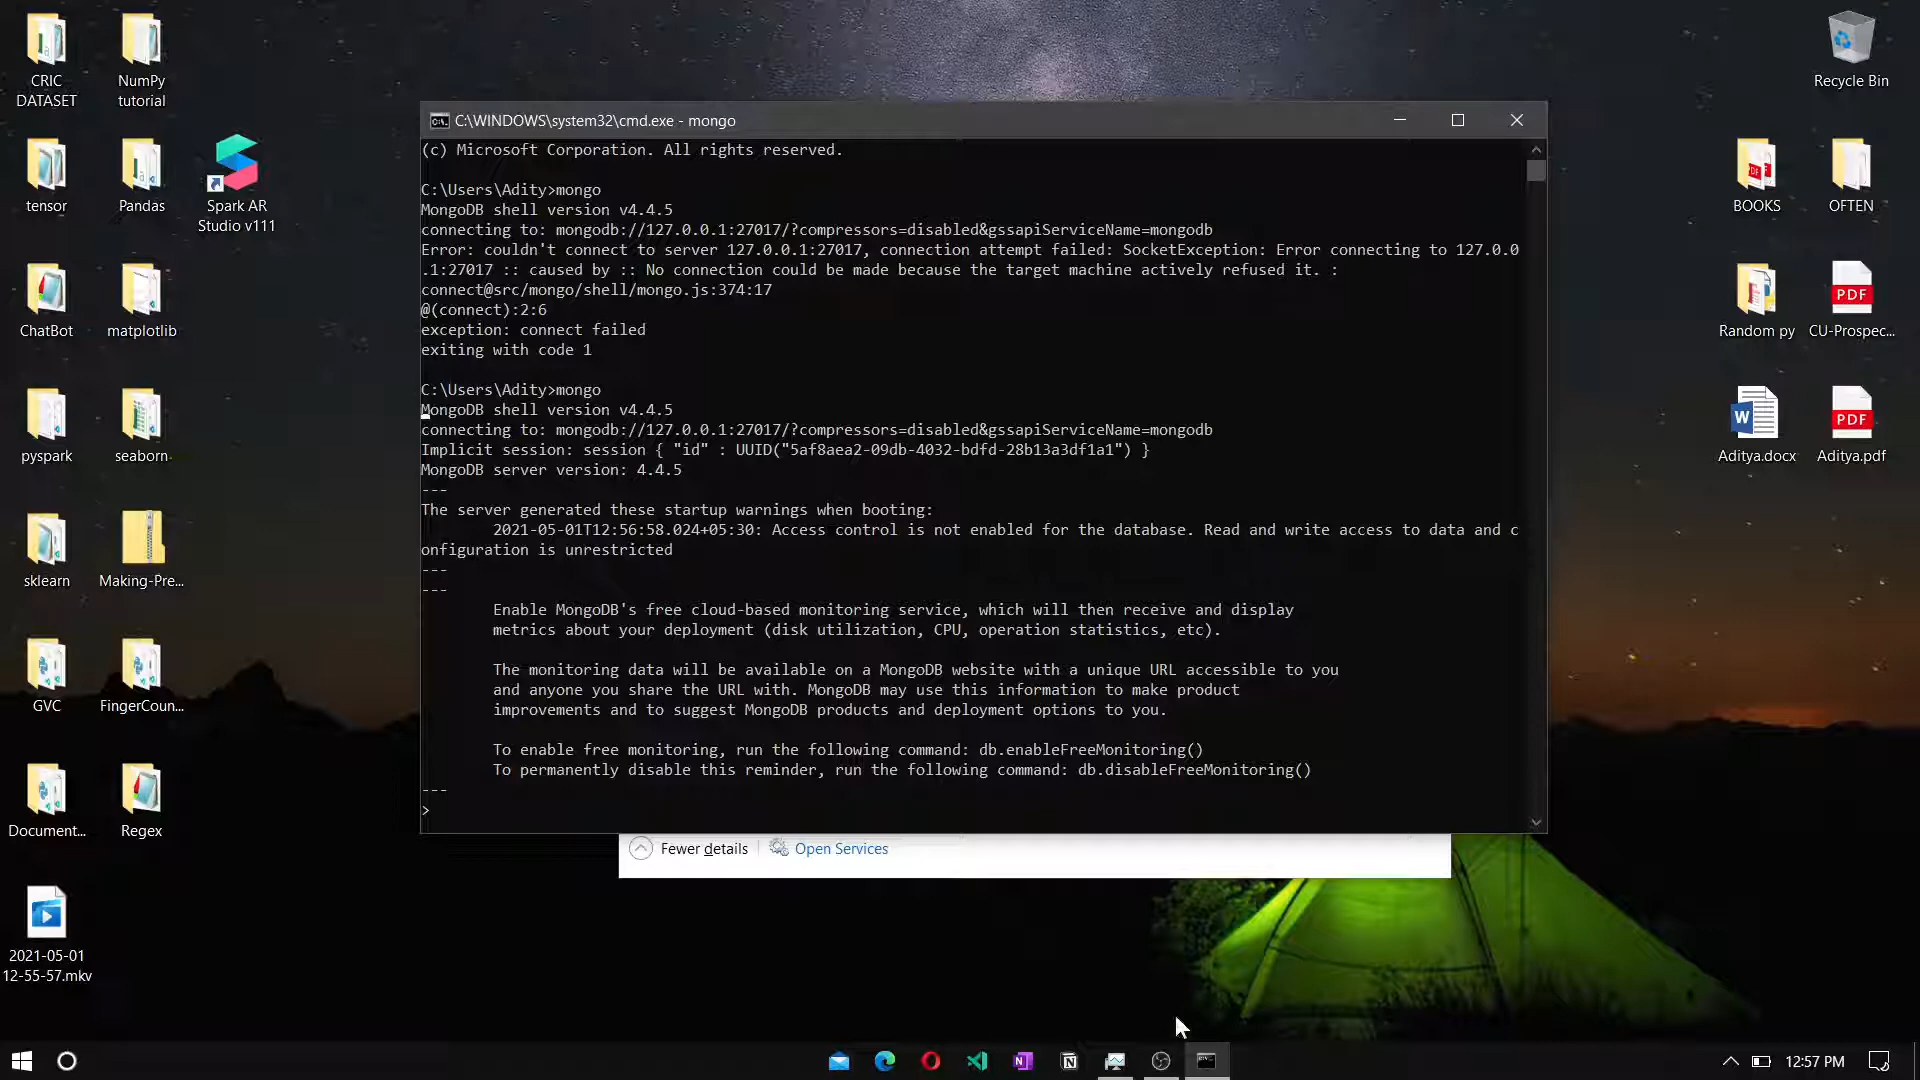 CRIC
DATASET
NumPy
tutorial
Recycle Bin
C:\WINDOWS\system32\cmd.exe - mongo
(c) Microsoft Corporation. All rights reserved.
C:\Users\Adity>mongo
MongoDB shell version v4.4.5
connecting to: mongodb://127.0.0.1:27017/?compressors=disabled&gssapiServiceName=mongodb
Error: couldn't connect to server 127.0.0.1:27017, connection attempt failed: SocketException: Error connecting to 127.0.0
.1:27017 :: caused by :: No connection could be made because the target machine actively refused it. :
connect@src/mongo/shell/mongo.js:374:17
@(connect):2:6
exception: connect failed
exiting with code 1
C:\Users\Adity>mongo
MongoDB shell version v4.4.5
connecting to: mongodb://127.0.0.1:27017/?compressors=disabled&gssapiServiceName=mongodb
Implicit session: session { "id" : UUID("5af8aea2-09db-4032-bdfd-28b13a3df1a1") }
MongoDB server version: 4.4.5
---
The server generated these startup warnings when booting:
2021-05-01T12:56:58.024+05:30: Access control is not enabled for the database. Read and write access to data and c
onfiguration is unrestricted
---
---
Enable MongoDB's free cloud-based monitoring service, which will then receive and display
metrics about your deployment (disk utilization, CPU, operation statistics, etc).
The monitoring data will be available on a MongoDB website with a unique URL accessible to you
and anyone you share the URL with. MongoDB may use this information to make product
improvements and to suggest MongoDB products and deployment options to you.
To enable free monitoring, run the following command: db.enableFreeMonitoring()
To permanently disable this reminder, run the following command: db.disableFreeMonitoring()
---
>
Fewer details
Open Services
tensor
Pandas
Spark AR
Studio v111
ChatBot
matplotlib
pyspark
seaborn
sklearn
Making-Pre...
GVC
FingerCoun...
Document...
Regex
2021-05-01
12-55-57.mkv
BOOKS
OFTEN
Random py
PDF
CU-Prospec...
W
Aditya.docx
PDF
Aditya.pdf
12:57 PM